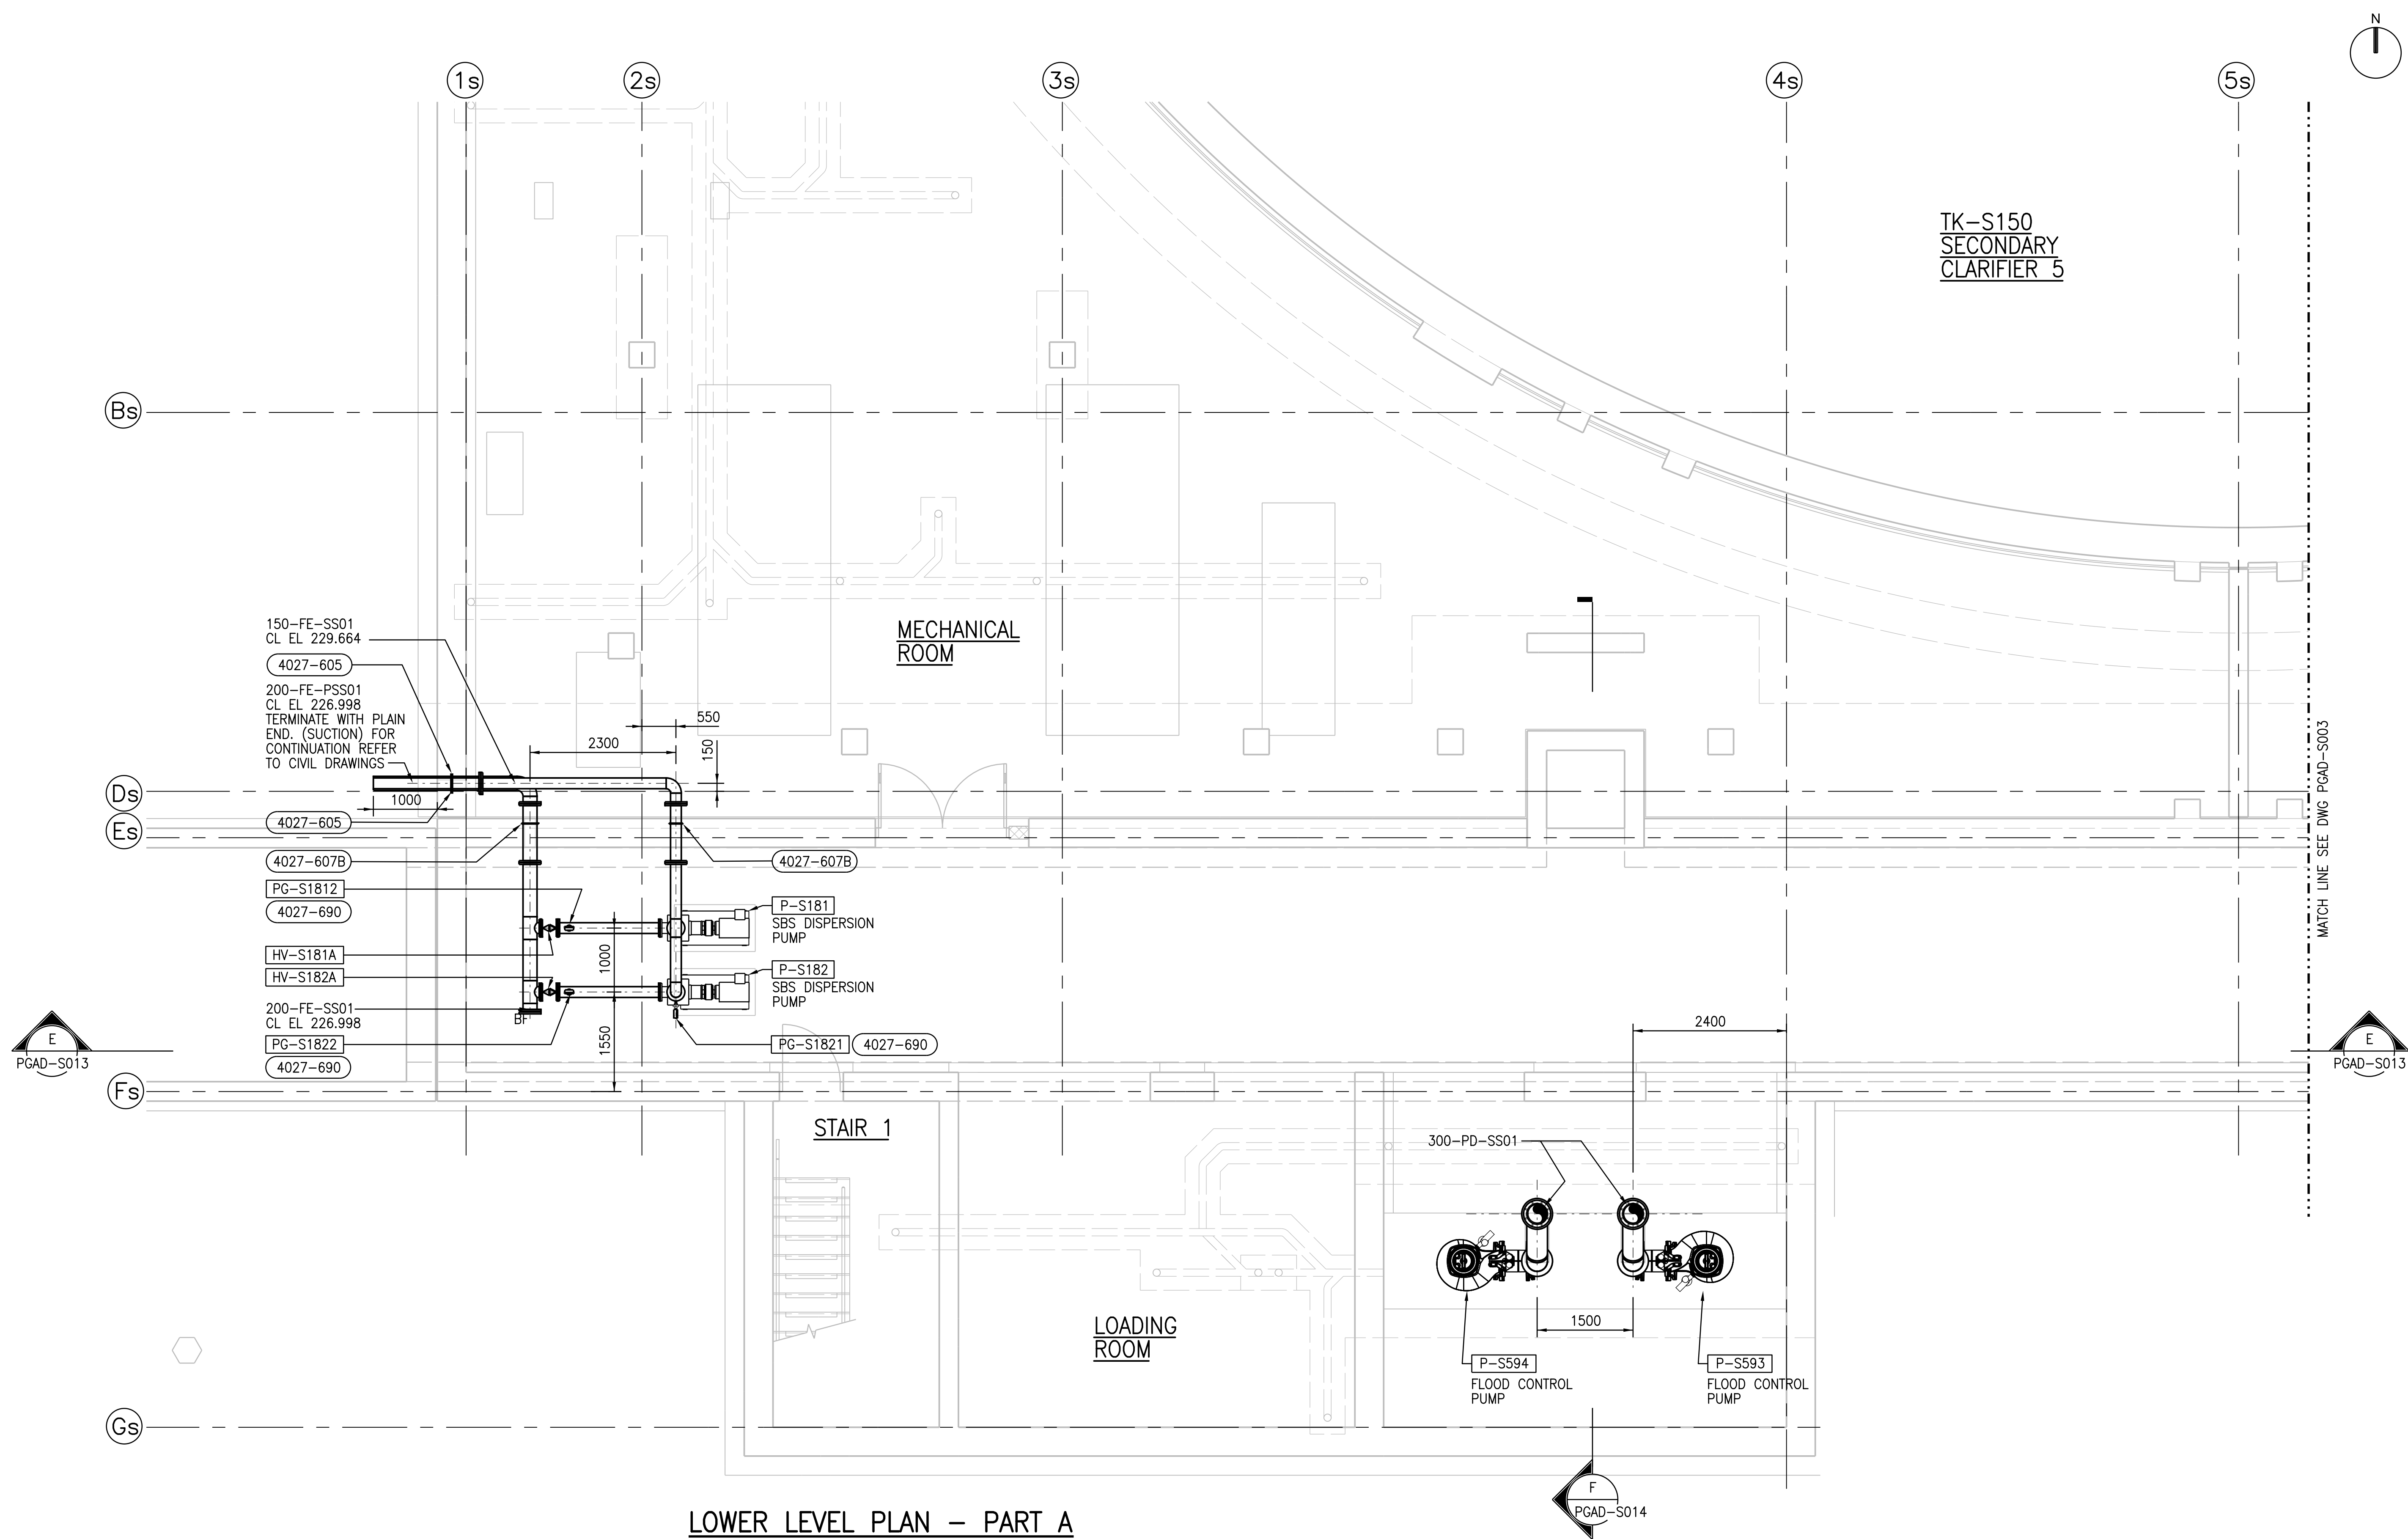 N
1s
2s
3s
4s
5s
TK-S150
SECONDARY
CLARIFIER 5
Bs
150-FE-SS01
CL EL 229.664
4027-605
200-FE-PSS01
CL EL 226.998
TERMINATE WITH PLAIN
END. (SUCTION) FOR
CONTINUATION REFER
TO CIVIL DRAWINGS
MECHANICAL
ROOM
550
2300
150
Ds
1000
4027-605
Es
4027-607B
4027-607B
PG-S1812
4027-690
P-S181
SBS DISPERSION
PUMP
HV-S181A
HV-S182A
1000
P-S182
SBS DISPERSION
PUMP
200-FE-SS01
CL EL 226.998
BF
PG-S1822
4027-690
1550
PG-S1821
4027-690
2400
MATCH LINE SEE DWG PGAD-S003
E
PGAD-S013
E
PGAD-S013
Fs
STAIR 1
300-PD-SS01
LOADING
ROOM
1500
P-S594
FLOOD CONTROL
PUMP
P-S593
FLOOD CONTROL
PUMP
Gs
F
PGAD-S014
LOWER LEVEL PLAN - PART A